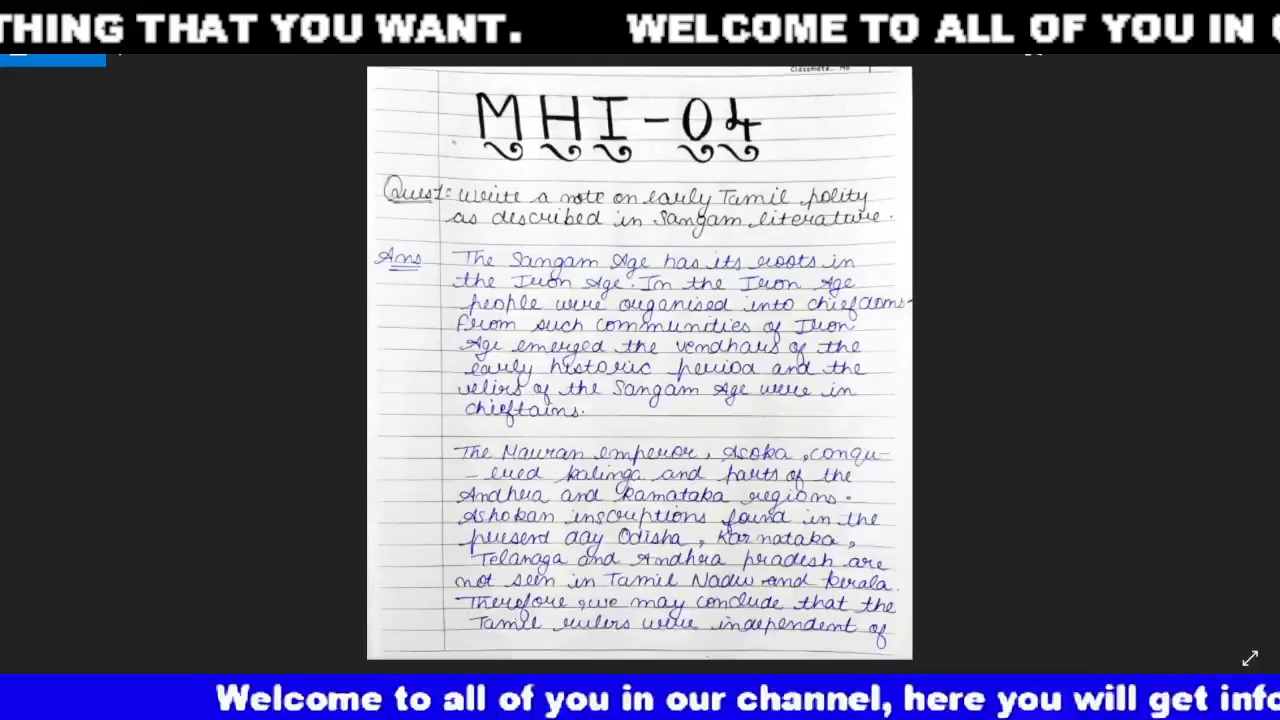 THING THAT YOU WANT. WELCOME TO ALL OF YOU IN
Classmate No. 1
MHI-04
Quest: Write a note on early Tamil polity
as described in Sangam literature.
Ans The Sangam Age has its roots in
the Iron Age. In the Iron Age
people were organised into chiefdoms.
From such communities of Iron
Age emerged the vendhars of the
early historic period and the
velirs of the Sangam Age were in
chieftains.
The Mauran emperor, Asoka, conqu-
-ered Kalinga and parts of the
Andhra and Kamataka regions.
Ashokan inscriptions found in the
present day Odisha, Karnataka,
Telanaga and Andhra pradesh are
not seen in Tamil Nadu and Kerala.
Therefore, we may conclude that the
Tamil rulers were independent of
Welcome to all of you in our channel, here you will get info